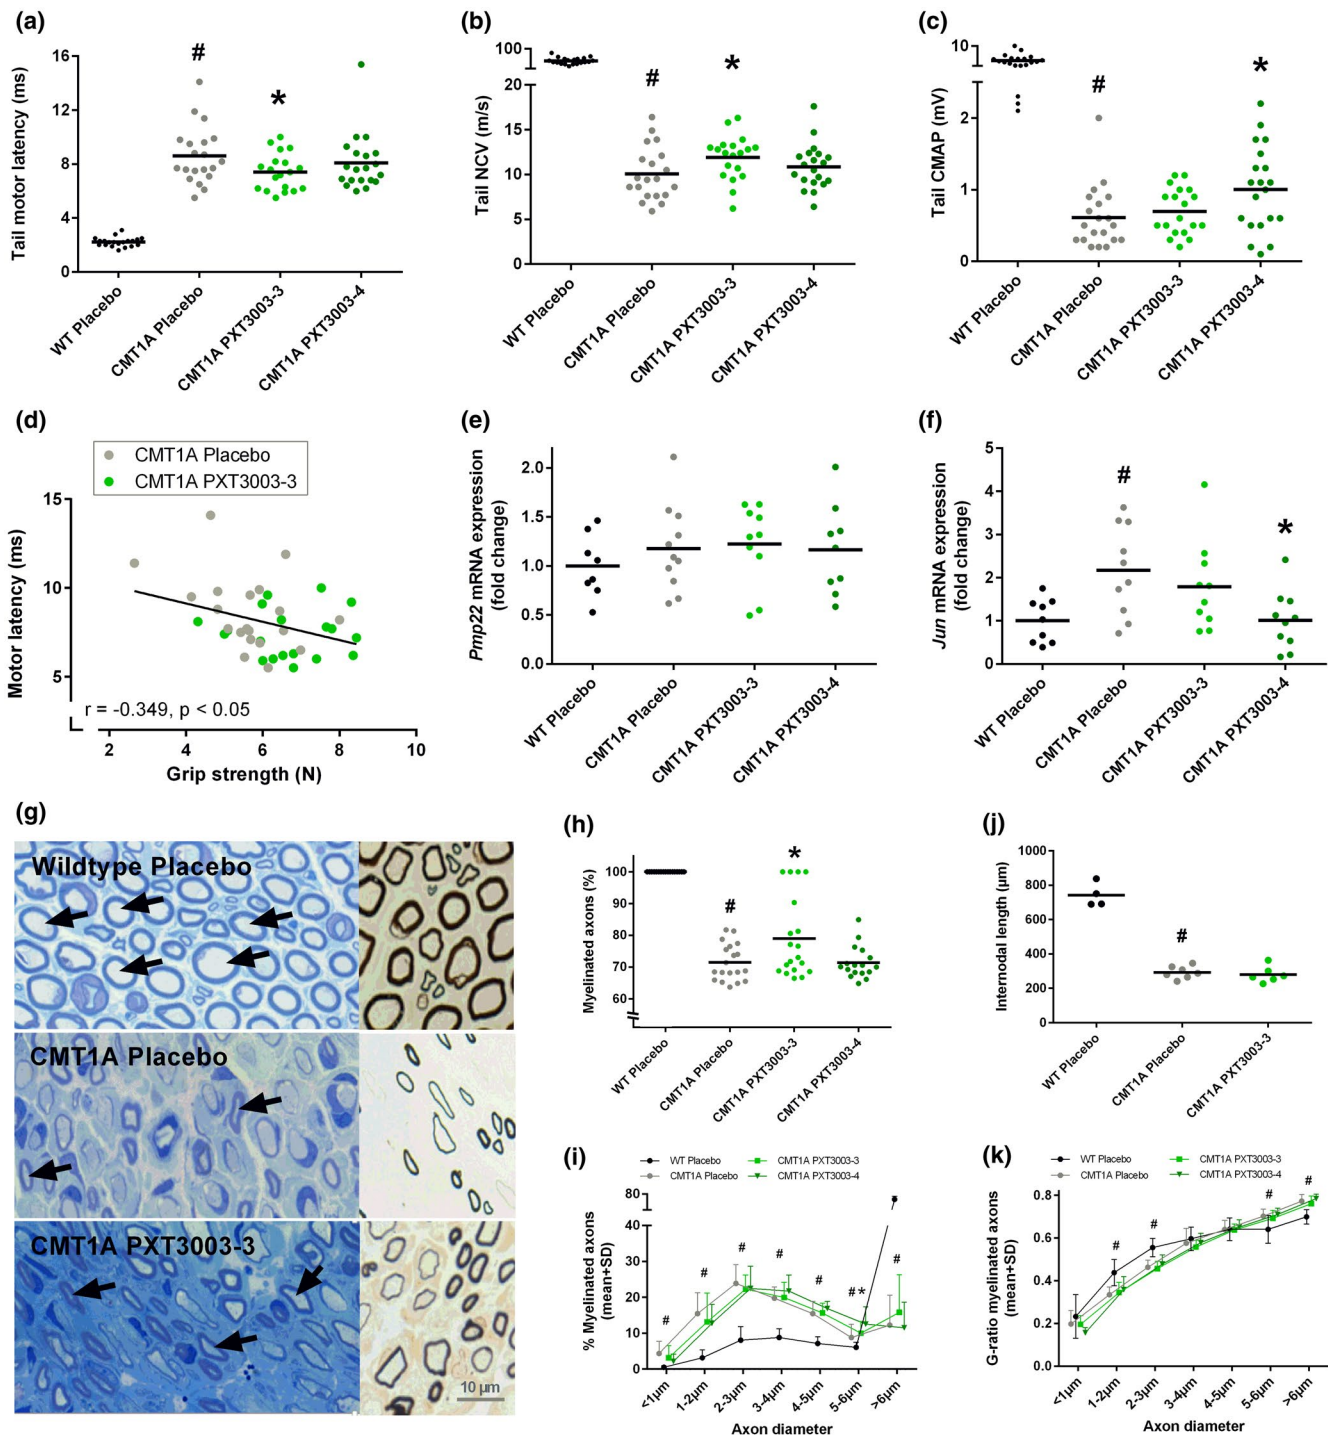 (a)
Tail motor latency (ms)
16
12
8
4
0
#
*
WT Placebo
CMT1A Placebo
CMT1A PXT3003-3
CMT1A PXT3003-4
(b)
Tail NCV (m/s)
100
20
15
10
5
0
#
*
WT Placebo
CMT1A Placebo
CMT1A PXT3003-3
CMT1A PXT3003-4
(c)
Tail CMAP (mV)
10
2
1
0
#
*
WT Placebo
CMT1A Placebo
CMT1A PXT3003-3
CMT1A PXT3003-4
(d)
CMT1A Placebo
CMT1A PXT3003-3
Motor latency (ms)
15
10
5
r = -0.349, p < 0.05
2 4 6 8 10
Grip strength (N)
(e)
Pmp22 mRNA expression
(fold change)
2.0
1.5
1.0
0.5
0.0
WT Placebo
CMT1A Placebo
CMT1A PXT3003-3
CMT1A PXT3003-4
(f)
Jun mRNA expression
(fold change)
5
4
3
2
1
0
#
*
WT Placebo
CMT1A Placebo
CMT1A PXT3003-3
CMT1A PXT3003-4
(g)
Wildtype Placebo
CMT1A Placebo
CMT1A PXT3003-3
10 µm
(h)
Myelinated axons (%)
100
90
80
70
60
#
*
WT Placebo
CMT1A Placebo
CMT1A PXT3003-3
CMT1A PXT3003-4
(j)
Internodal length (µm)
1000
800
600
400
200
0
#
WT Placebo
CMT1A Placebo
CMT1A PXT3003-3
(i)
WT Placebo
CMT1A Placebo
CMT1A PXT3003-3
CMT1A PXT3003-4
% Myelinated axons
(mean+SD)
80
40
30
20
10
0
# # # # # #* #
<1µm 1-2µm 2-3µm 3-4µm 4-5µm 5-6µm >6µm
Axon diameter
(k)
WT Placebo
CMT1A Placebo
CMT1A PXT3003-3
CMT1A PXT3003-4
G-ratio myelinated axons
(mean+SD)
0.8
0.6
0.4
0.2
0.0
# # # #
<1µm 1-2µm 2-3µm 3-4µm 4-5µm 5-6µm >6µm
Axon diameter